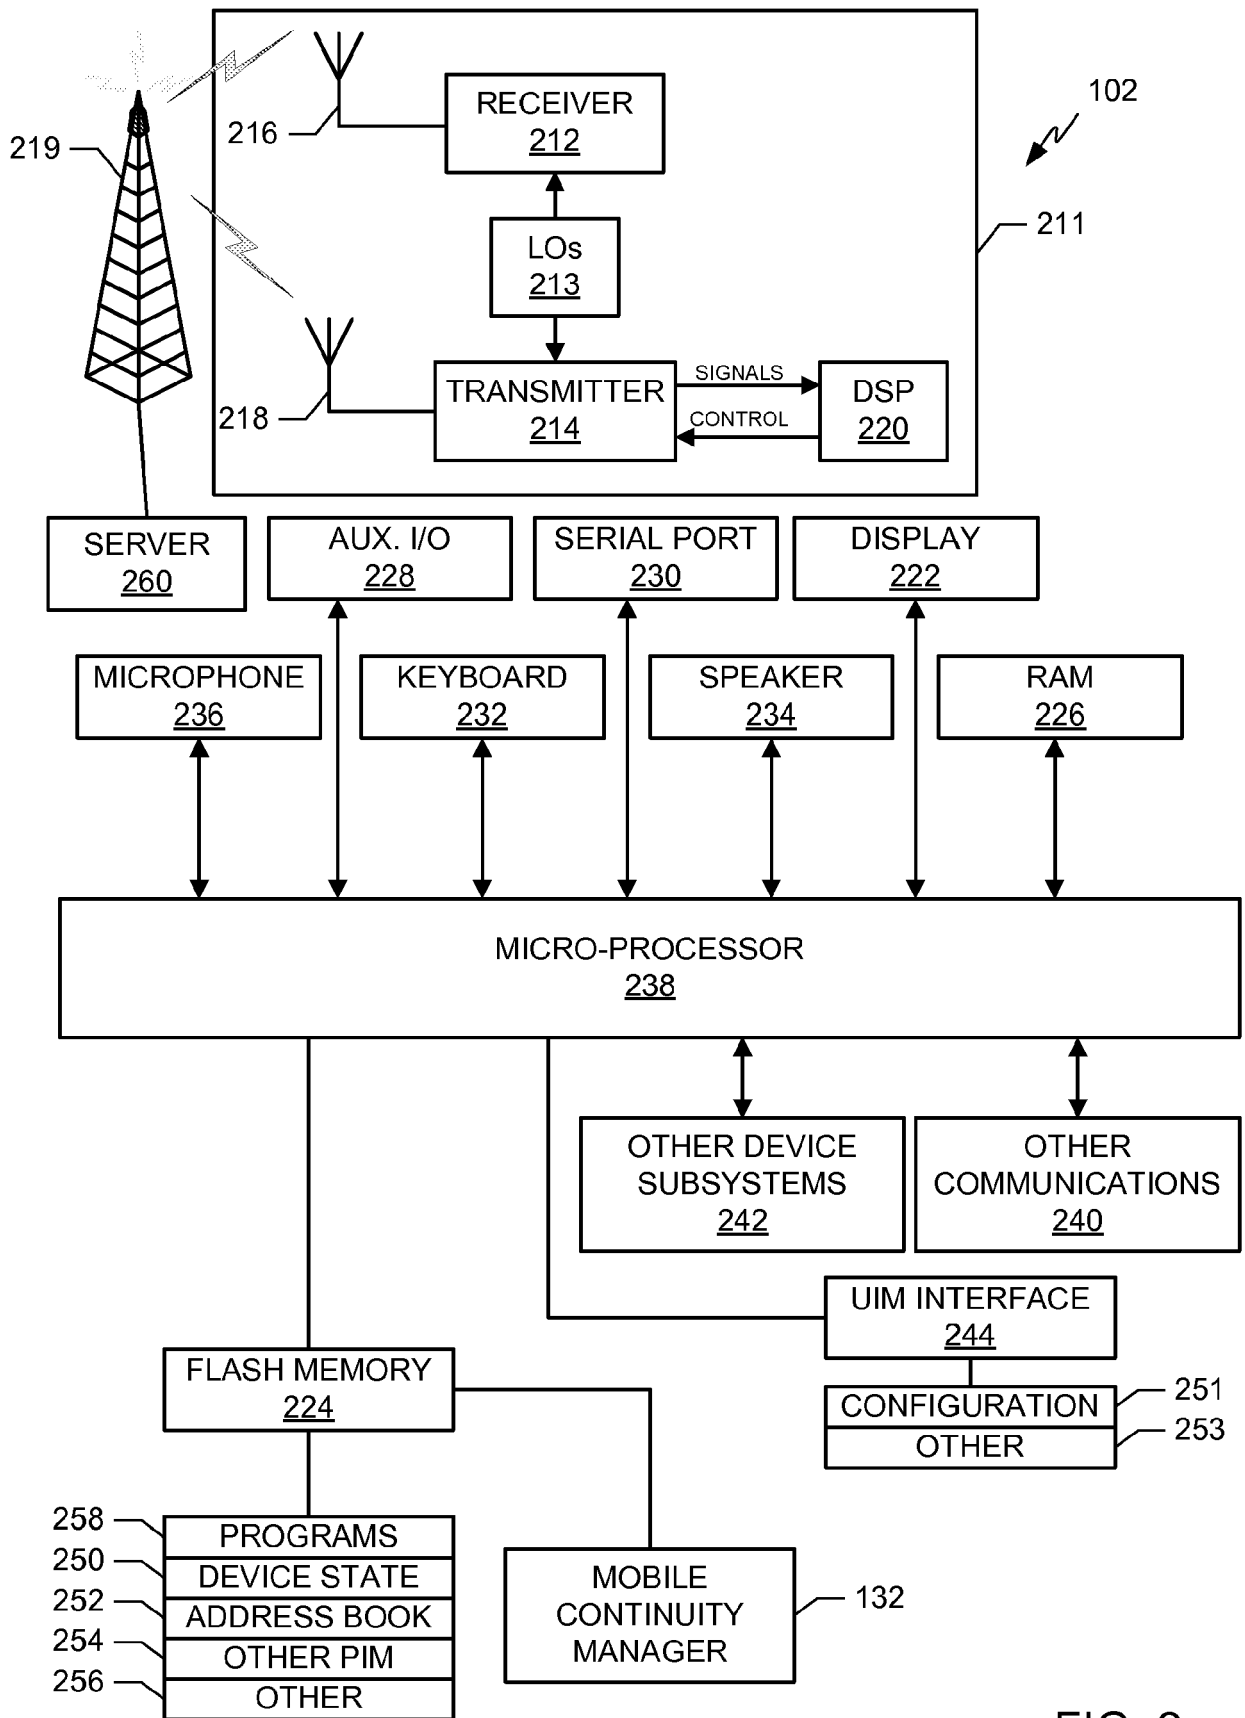 RECEIVER
212
216
219
102
LOs
213
211
TRANSMITTER
214
SIGNALS
CONTROL
DSP
220
218
SERVER
260
AUX. I/O
228
SERIAL PORT
230
DISPLAY
222
MICROPHONE
236
KEYBOARD
232
SPEAKER
234
RAM
226
MICRO-PROCESSOR
238
OTHER DEVICE
SUBSYSTEMS
242
OTHER
COMMUNICATIONS
240
UIM INTERFACE
244
CONFIGURATION
251
OTHER
253
FLASH MEMORY
224
258
PROGRAMS
250
DEVICE STATE
252
ADDRESS BOOK
254
OTHER PIM
256
OTHER
MOBILE
CONTINUITY
MANAGER
132